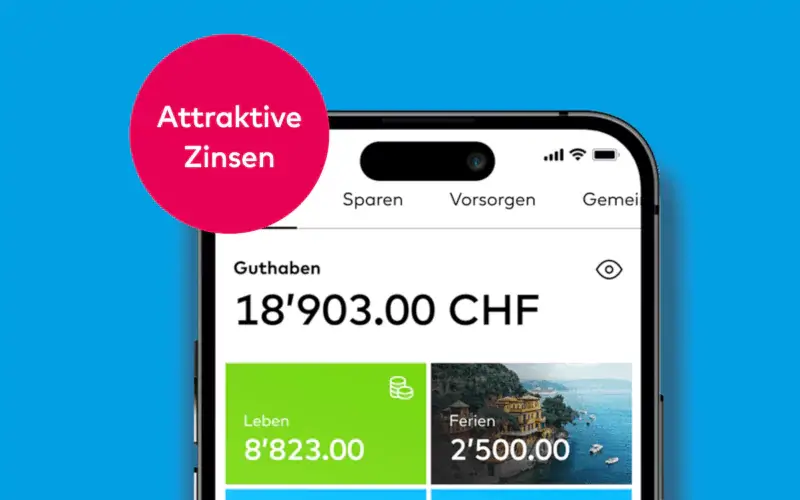 Attraktive
Zinsen
Sparen Vorsorgen Gemei
Guthaben
18’903.00 CHF
Leben
8’823.00
Ferien
2’500.00